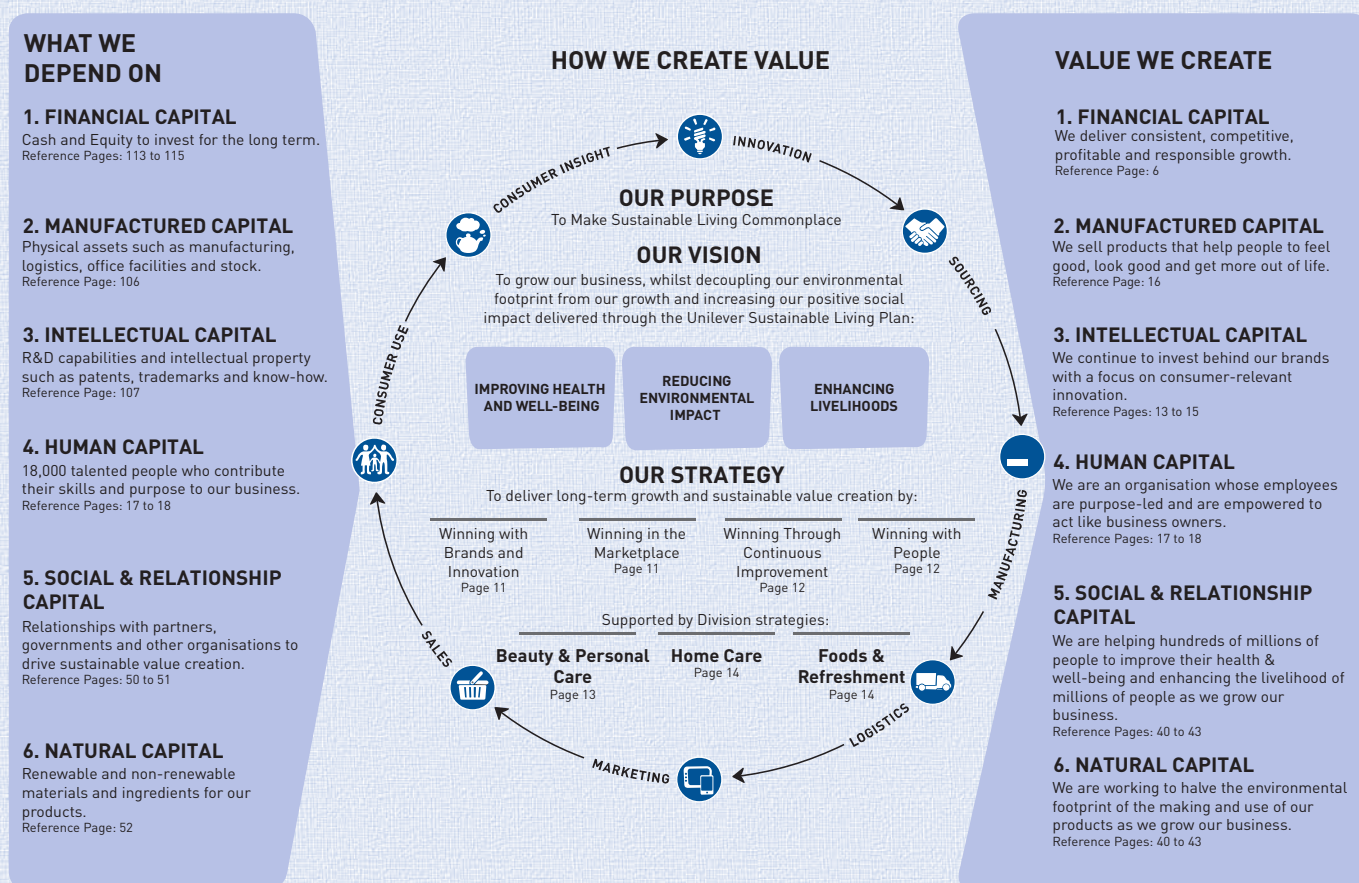 WHAT WE
DEPEND ON
1. FINANCIAL CAPITAL
Cash and Equity to invest for the long term.
Reference Pages: 113 to 115
2. MANUFACTURED CAPITAL
Physical assets such as manufacturing,
logistics, office facilities and stock.
Reference Page: 106
3. INTELLECTUAL CAPITAL
R&D capabilities and intellectual property
such as patents, trademarks and know-how.
Reference Page: 107
4. HUMAN CAPITAL
18,000 talented people who contribute
their skills and purpose to our business.
Reference Pages: 17 to 18
5. SOCIAL & RELATIONSHIP
CAPITAL
Relationships with partners,
governments and other organisations to
drive sustainable value creation.
Reference Pages: 50 to 51
6. NATURAL CAPITAL
Renewable and non-renewable
materials and ingredients for our
products.
Reference Page: 52
HOW WE CREATE VALUE
CONSUMER INSIGHT
INNOVATION
SOURCING
MANUFACTURING
LOGISTICS
MARKETING
SALES
CONSUMER USE
OUR PURPOSE
To Make Sustainable Living Commonplace
OUR VISION
To grow our business, whilst decoupling our environmental
footprint from our growth and increasing our positive social
impact delivered through the Unilever Sustainable Living Plan:
IMPROVING HEALTH
AND WELL-BEING
REDUCING
ENVIRONMENTAL
IMPACT
ENHANCING
LIVELIHOODS
OUR STRATEGY
To deliver long-term growth and sustainable value creation by:
Winning with
Brands and
Innovation
Page 11
Winning in the
Marketplace
Page 11
Winning Through
Continuous
Improvement
Page 12
Winning with
People
Page 12
Supported by Division strategies:
Beauty & Personal
Care
Page 13
Home Care
Page 14
Foods &
Refreshment
Page 14
VALUE WE CREATE
1. FINANCIAL CAPITAL
We deliver consistent, competitive,
profitable and responsible growth.
Reference Page: 6
2. MANUFACTURED CAPITAL
We sell products that help people to feel
good, look good and get more out of life.
Reference Page: 16
3. INTELLECTUAL CAPITAL
We continue to invest behind our brands
with a focus on consumer-relevant
innovation.
Reference Pages: 13 to 15
4. HUMAN CAPITAL
We are an organisation whose employees
are purpose-led and are empowered to
act like business owners.
Reference Pages: 17 to 18
5. SOCIAL & RELATIONSHIP
CAPITAL
We are helping hundreds of millions of
people to improve their health &
well-being and enhancing the livelihood of
millions of people as we grow our
business.
Reference Pages: 40 to 43
6. NATURAL CAPITAL
We are working to halve the environmental
footprint of the making and use of our
products as we grow our business.
Reference Pages: 40 to 43